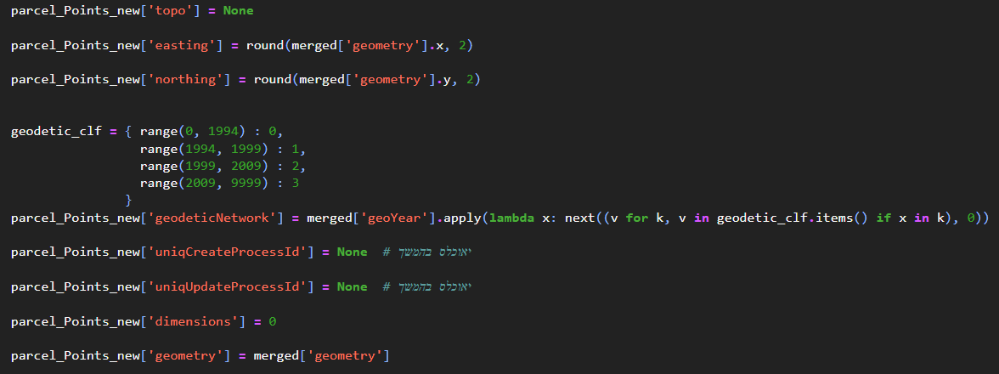 parcel_Points_new['topo'] = None
parcel_Points_new['easting'] = round(merged['geometry'].x, 2)
parcel_Points_new['northing'] = round(merged['geometry'].y, 2)
geodetic_clf = { range(0, 1994) : 0,
range(1994, 1999) : 1,
range(1999, 2009) : 2,
range(2009, 9999) : 3
}
parcel_Points_new['geodeticNetwork'] = merged['geoYear'].apply(lambda x: next((v for k, v in geodetic_clf.items() if x in k), 0))
parcel_Points_new['uniqCreateProcessId'] = None  # יאוכלס בהמשך
parcel_Points_new['uniqUpdateProcessId'] = None  # יאוכלס בהמשך
parcel_Points_new['dimensions'] = 0
parcel_Points_new['geometry'] = merged['geometry']